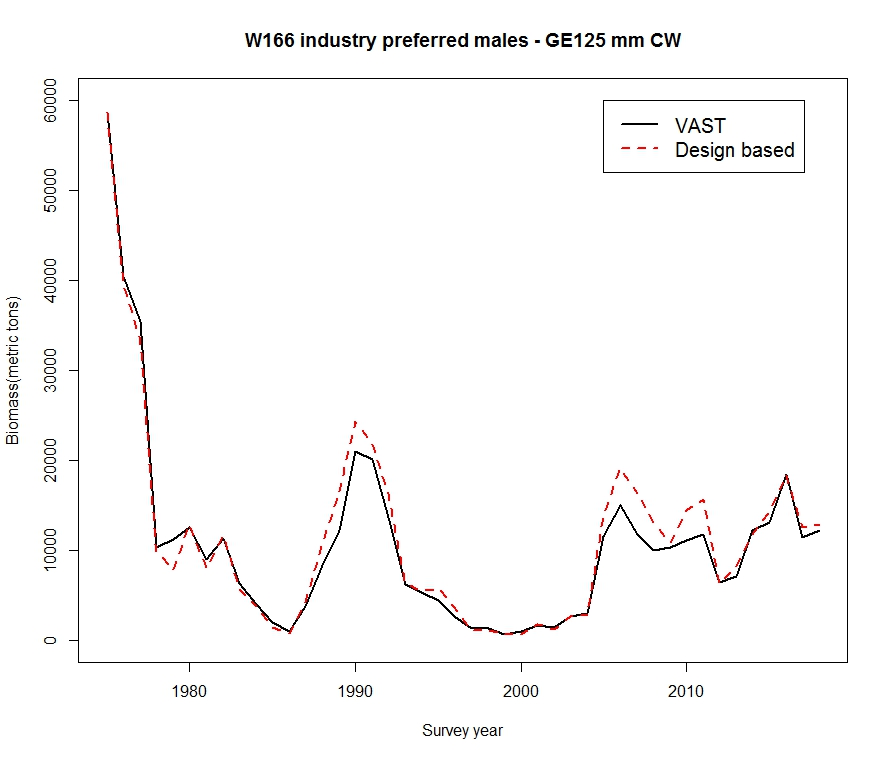 W166 industry preferred males - GE125 mm CW
VAST
Design based
Biomass(metric tons)
60000
50000
40000
30000
20000
10000
0
1980 1990 2000 2010
Survey year